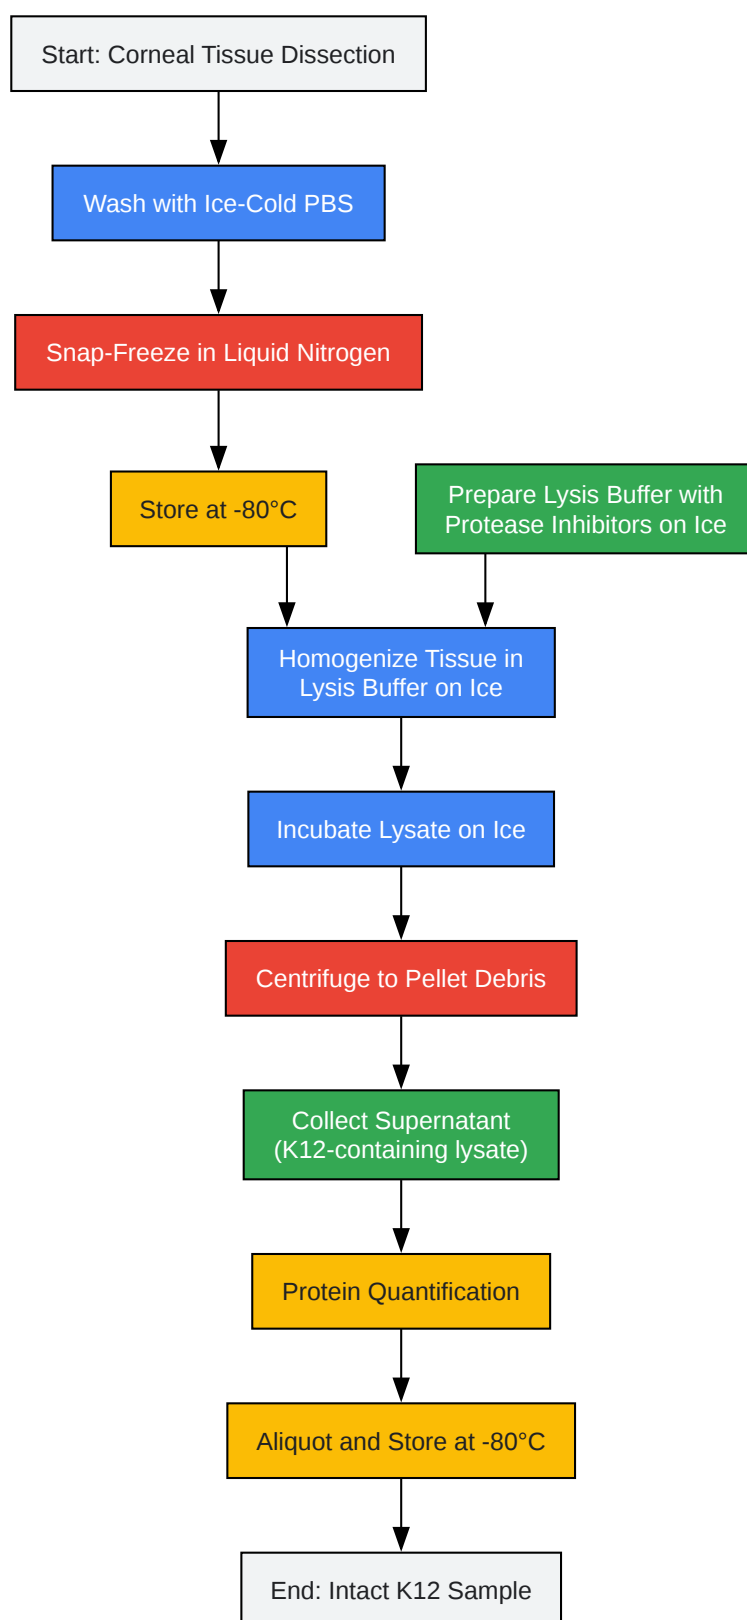 Start: Corneal Tissue Dissection
Wash with Ice-Cold PBS
Snap-Freeze in Liquid Nitrogen
Store at -80°C
Prepare Lysis Buffer with
Protease Inhibitors on Ice
Homogenize Tissue in
Lysis Buffer on Ice
Incubate Lysate on Ice
Centrifuge to Pellet Debris
Collect Supernatant
(K12-containing lysate)
Protein Quantification
Aliquot and Store at -80°C
End: Intact K12 Sample